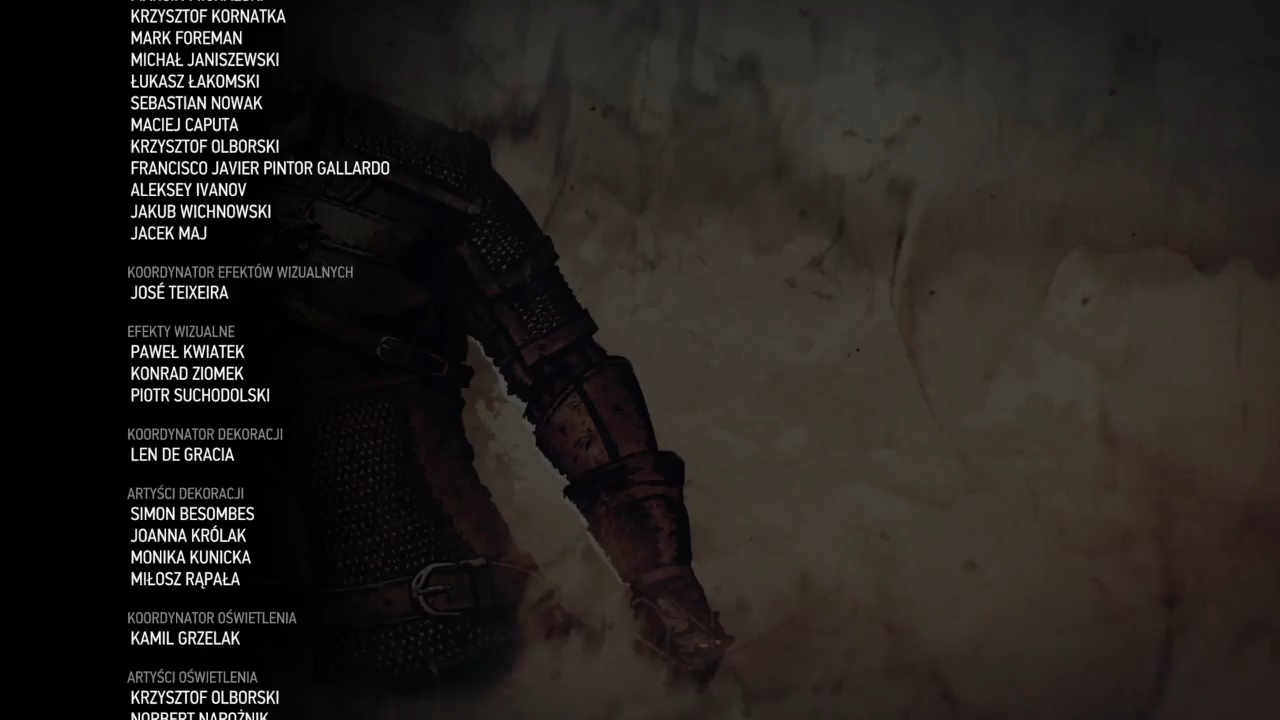 KRZYSZTOF KORNATKA
MARK FOREMAN
MICHAŁ JANISZEWSKI
ŁUKASZ ŁAKOMSKI
SEBASTIAN NOWAK
MACIEJ CAPUTA
KRZYSZTOF OLBORSKI
FRANCISCO JAVIER PINTOR GALLARDO
ALEKSEY IVANOV
JAKUB WICHNOWSKI
JACEK MAJ
KOORDYNATOR EFEKTÓW WIZUALNYCH
JOSÉ TEIXEIRA
EFEKTY WIZUALNE
PAWEŁ KWIATEK
KONRAD ZIOMEK
PIOTR SUCHODOLSKI
KOORDYNATOR DEKORACJI
LEN DE GRACIA
ARTYŚCI DEKORACJI
SIMON BESOMBES
JOANNA KRÓLAK
MONIKA KUNICKA
MIŁOSZ RĄPAŁA
KOORDYNATOR OŚWIETLENIA
KAMIL GRZELAK
ARTYŚCI OŚWIETLENIA
KRZYSZTOF OLBORSKI
NORBERT NAROŻNIK